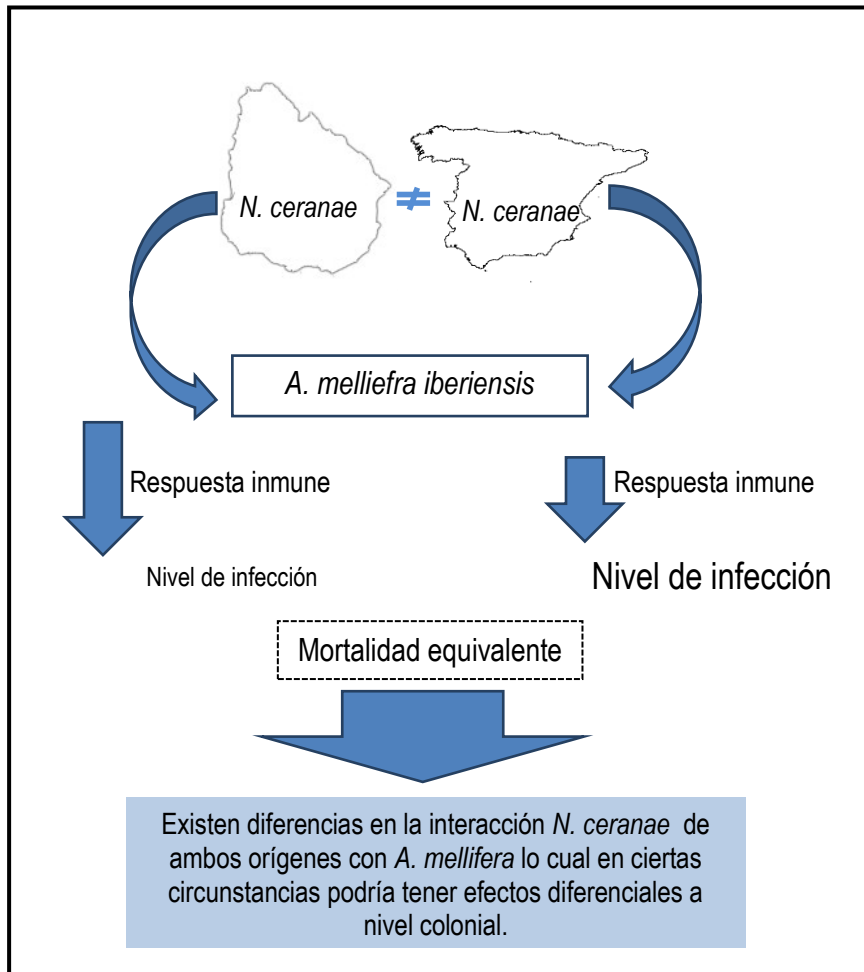 N. ceranae
≠
N. ceranae
A. melliefra iberiensis
Respuesta inmune
Respuesta inmune
Nivel de infección
Nivel de infección
Mortalidad equivalente
Existen diferencias en la interacción N. ceranae de
ambos orígenes con A. mellifera lo cual en ciertas
circunstancias podría tener efectos diferenciales a
nivel colonial.